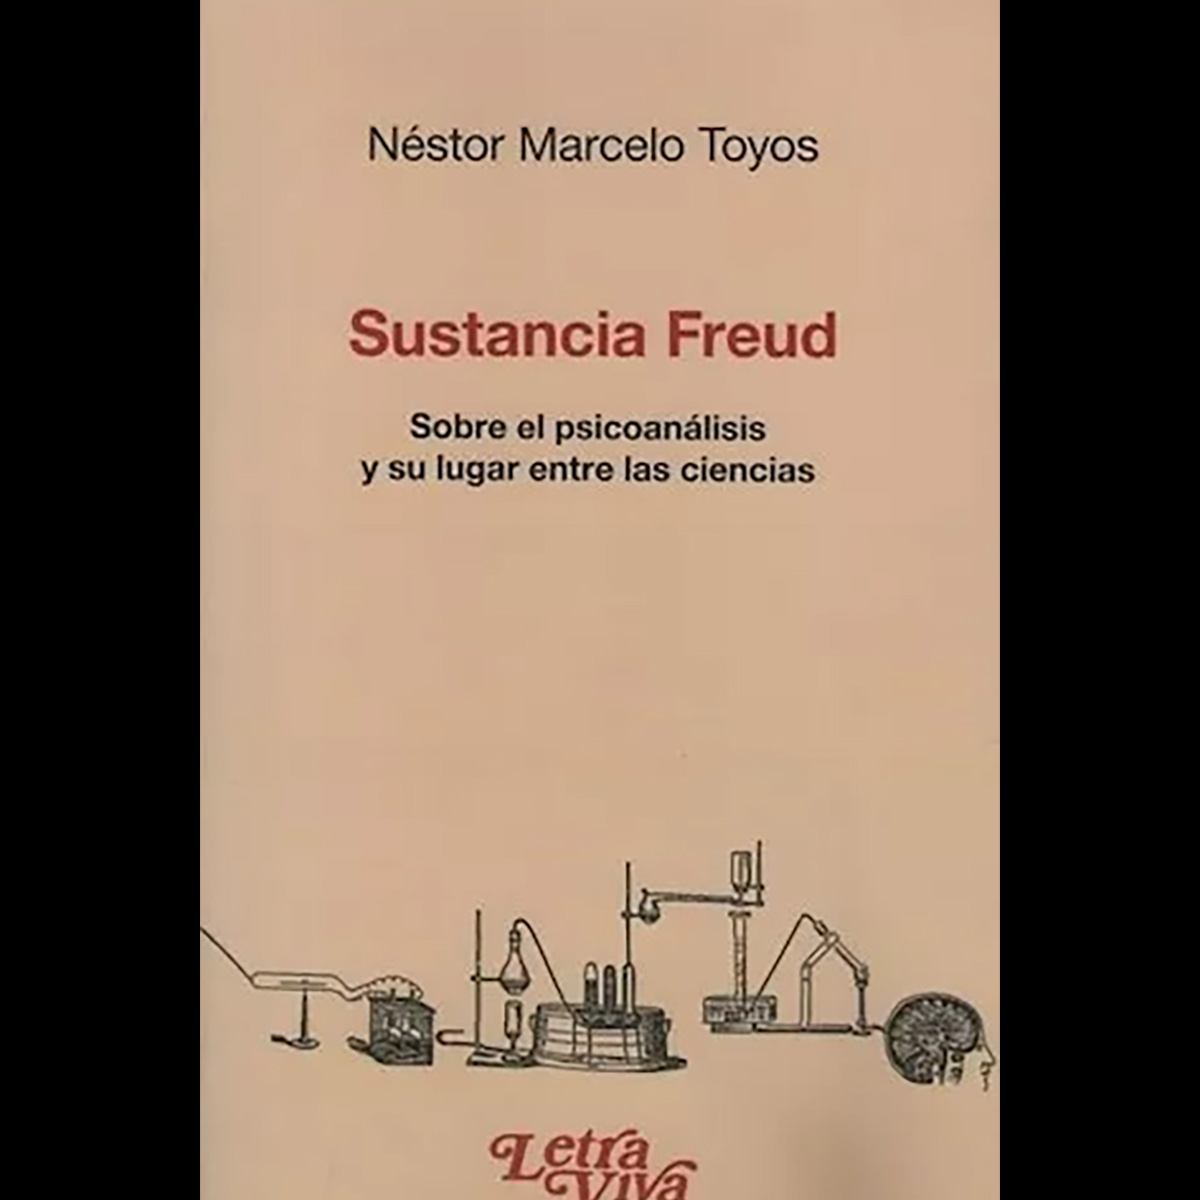 Néstor Marcelo Toyos
Sustancia Freud
Sobre el psicoanálisis
y su lugar entre las ciencias
Letra
Viva